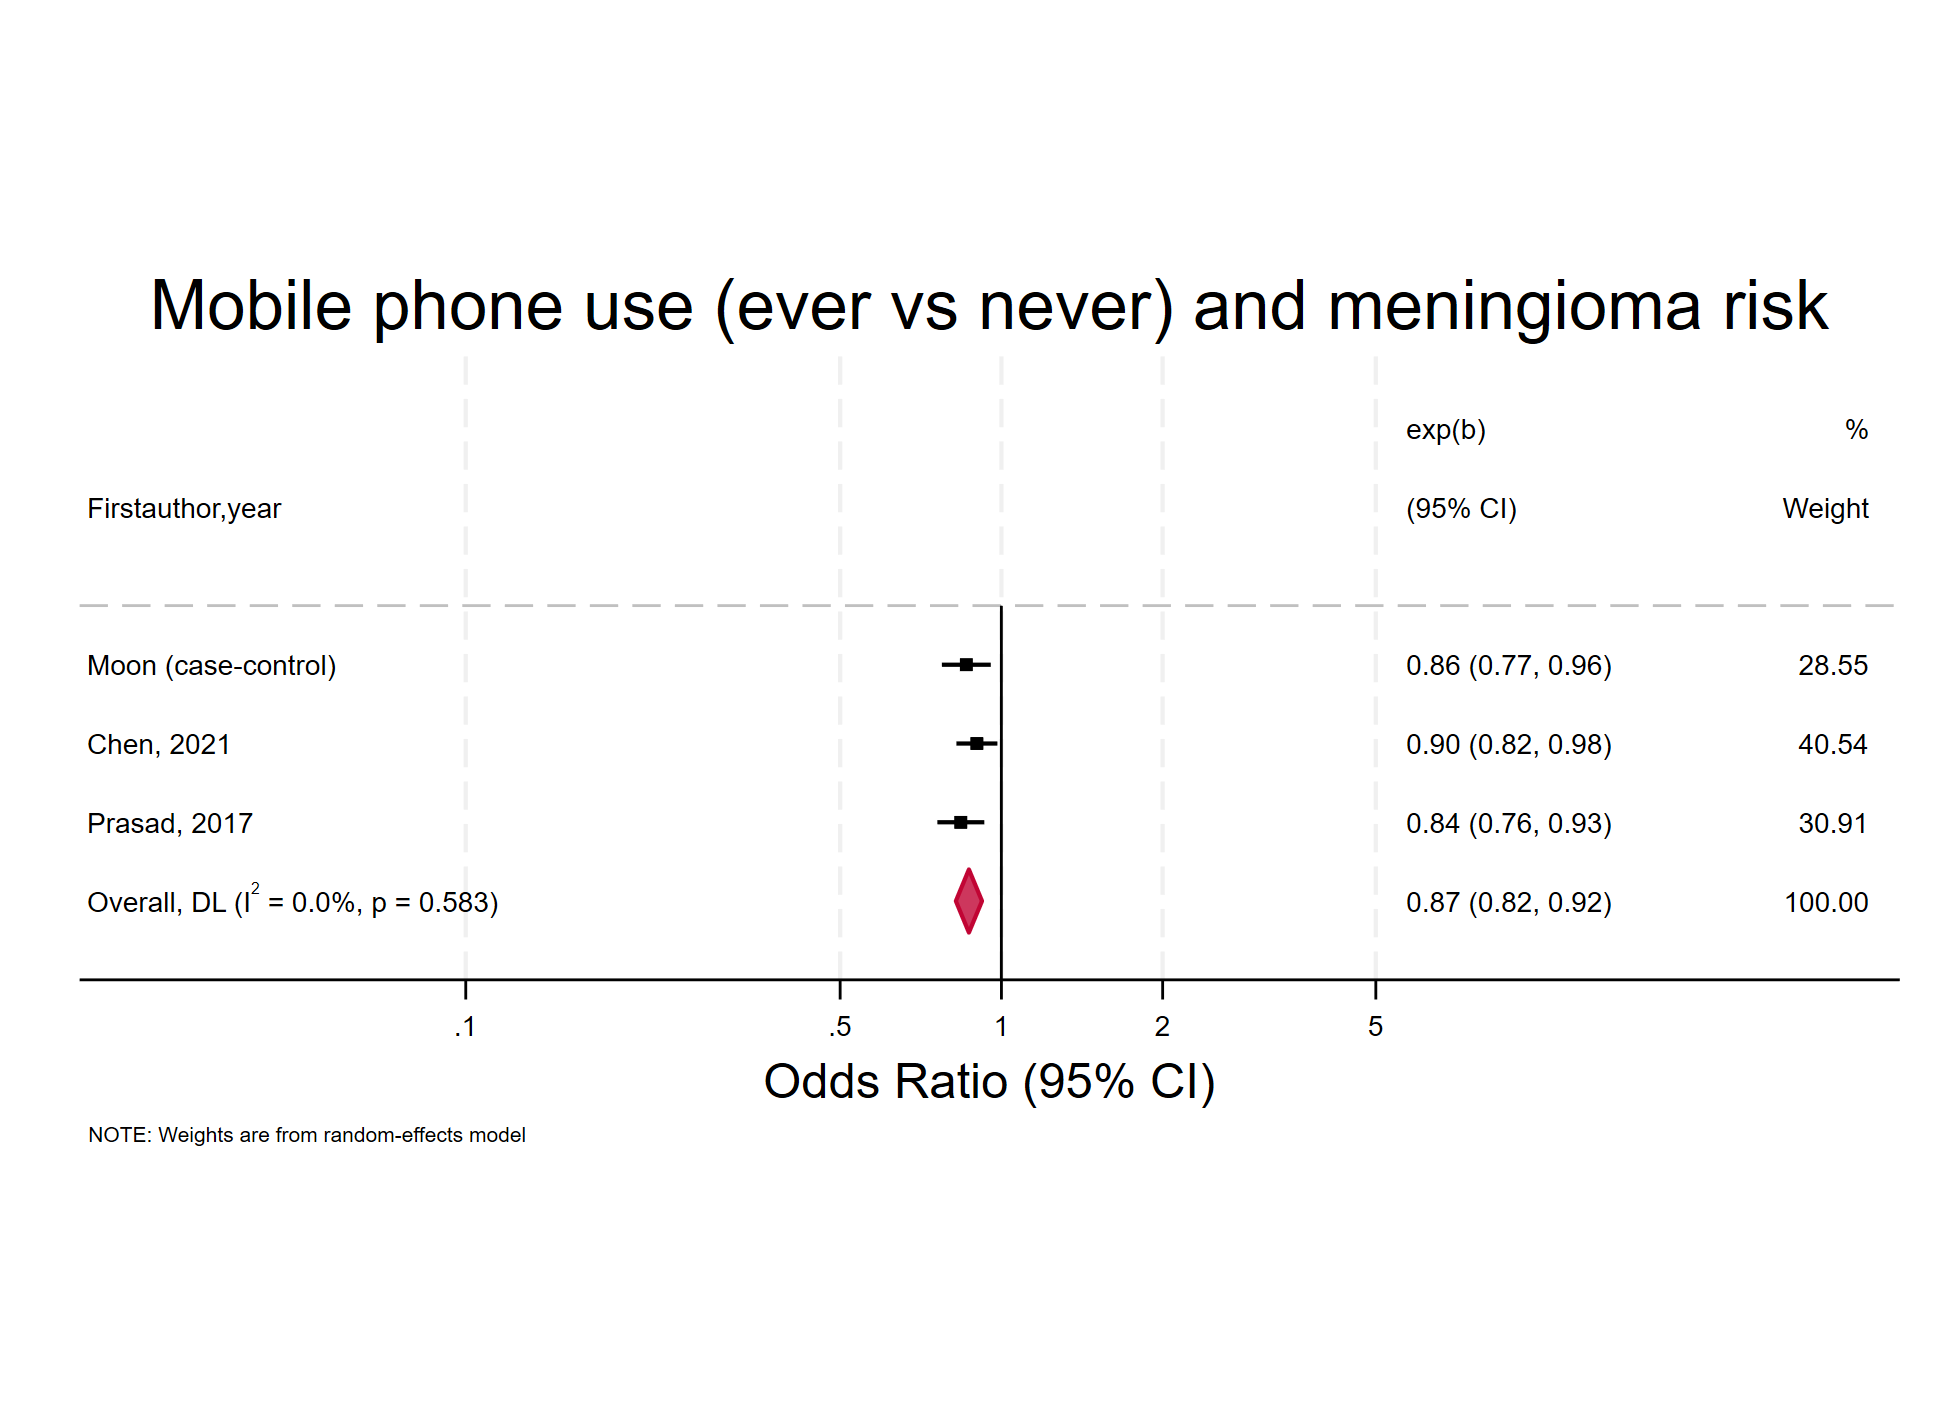 Mobile phone use (ever vs never) and meningioma risk
exp(b) %
Firstauthor,year (95% CI) Weight
Moon (case-control) 0.86 (0.77, 0.96) 28.55
Chen, 2021 0.90 (0.82, 0.98) 40.54
Prasad, 2017 0.84 (0.76, 0.93) 30.91
Overall, DL (I² = 0.0%, p = 0.583) 0.87 (0.82, 0.92) 100.00
.1 .5 1 2 5
Odds Ratio (95% CI)
NOTE: Weights are from random-effects model